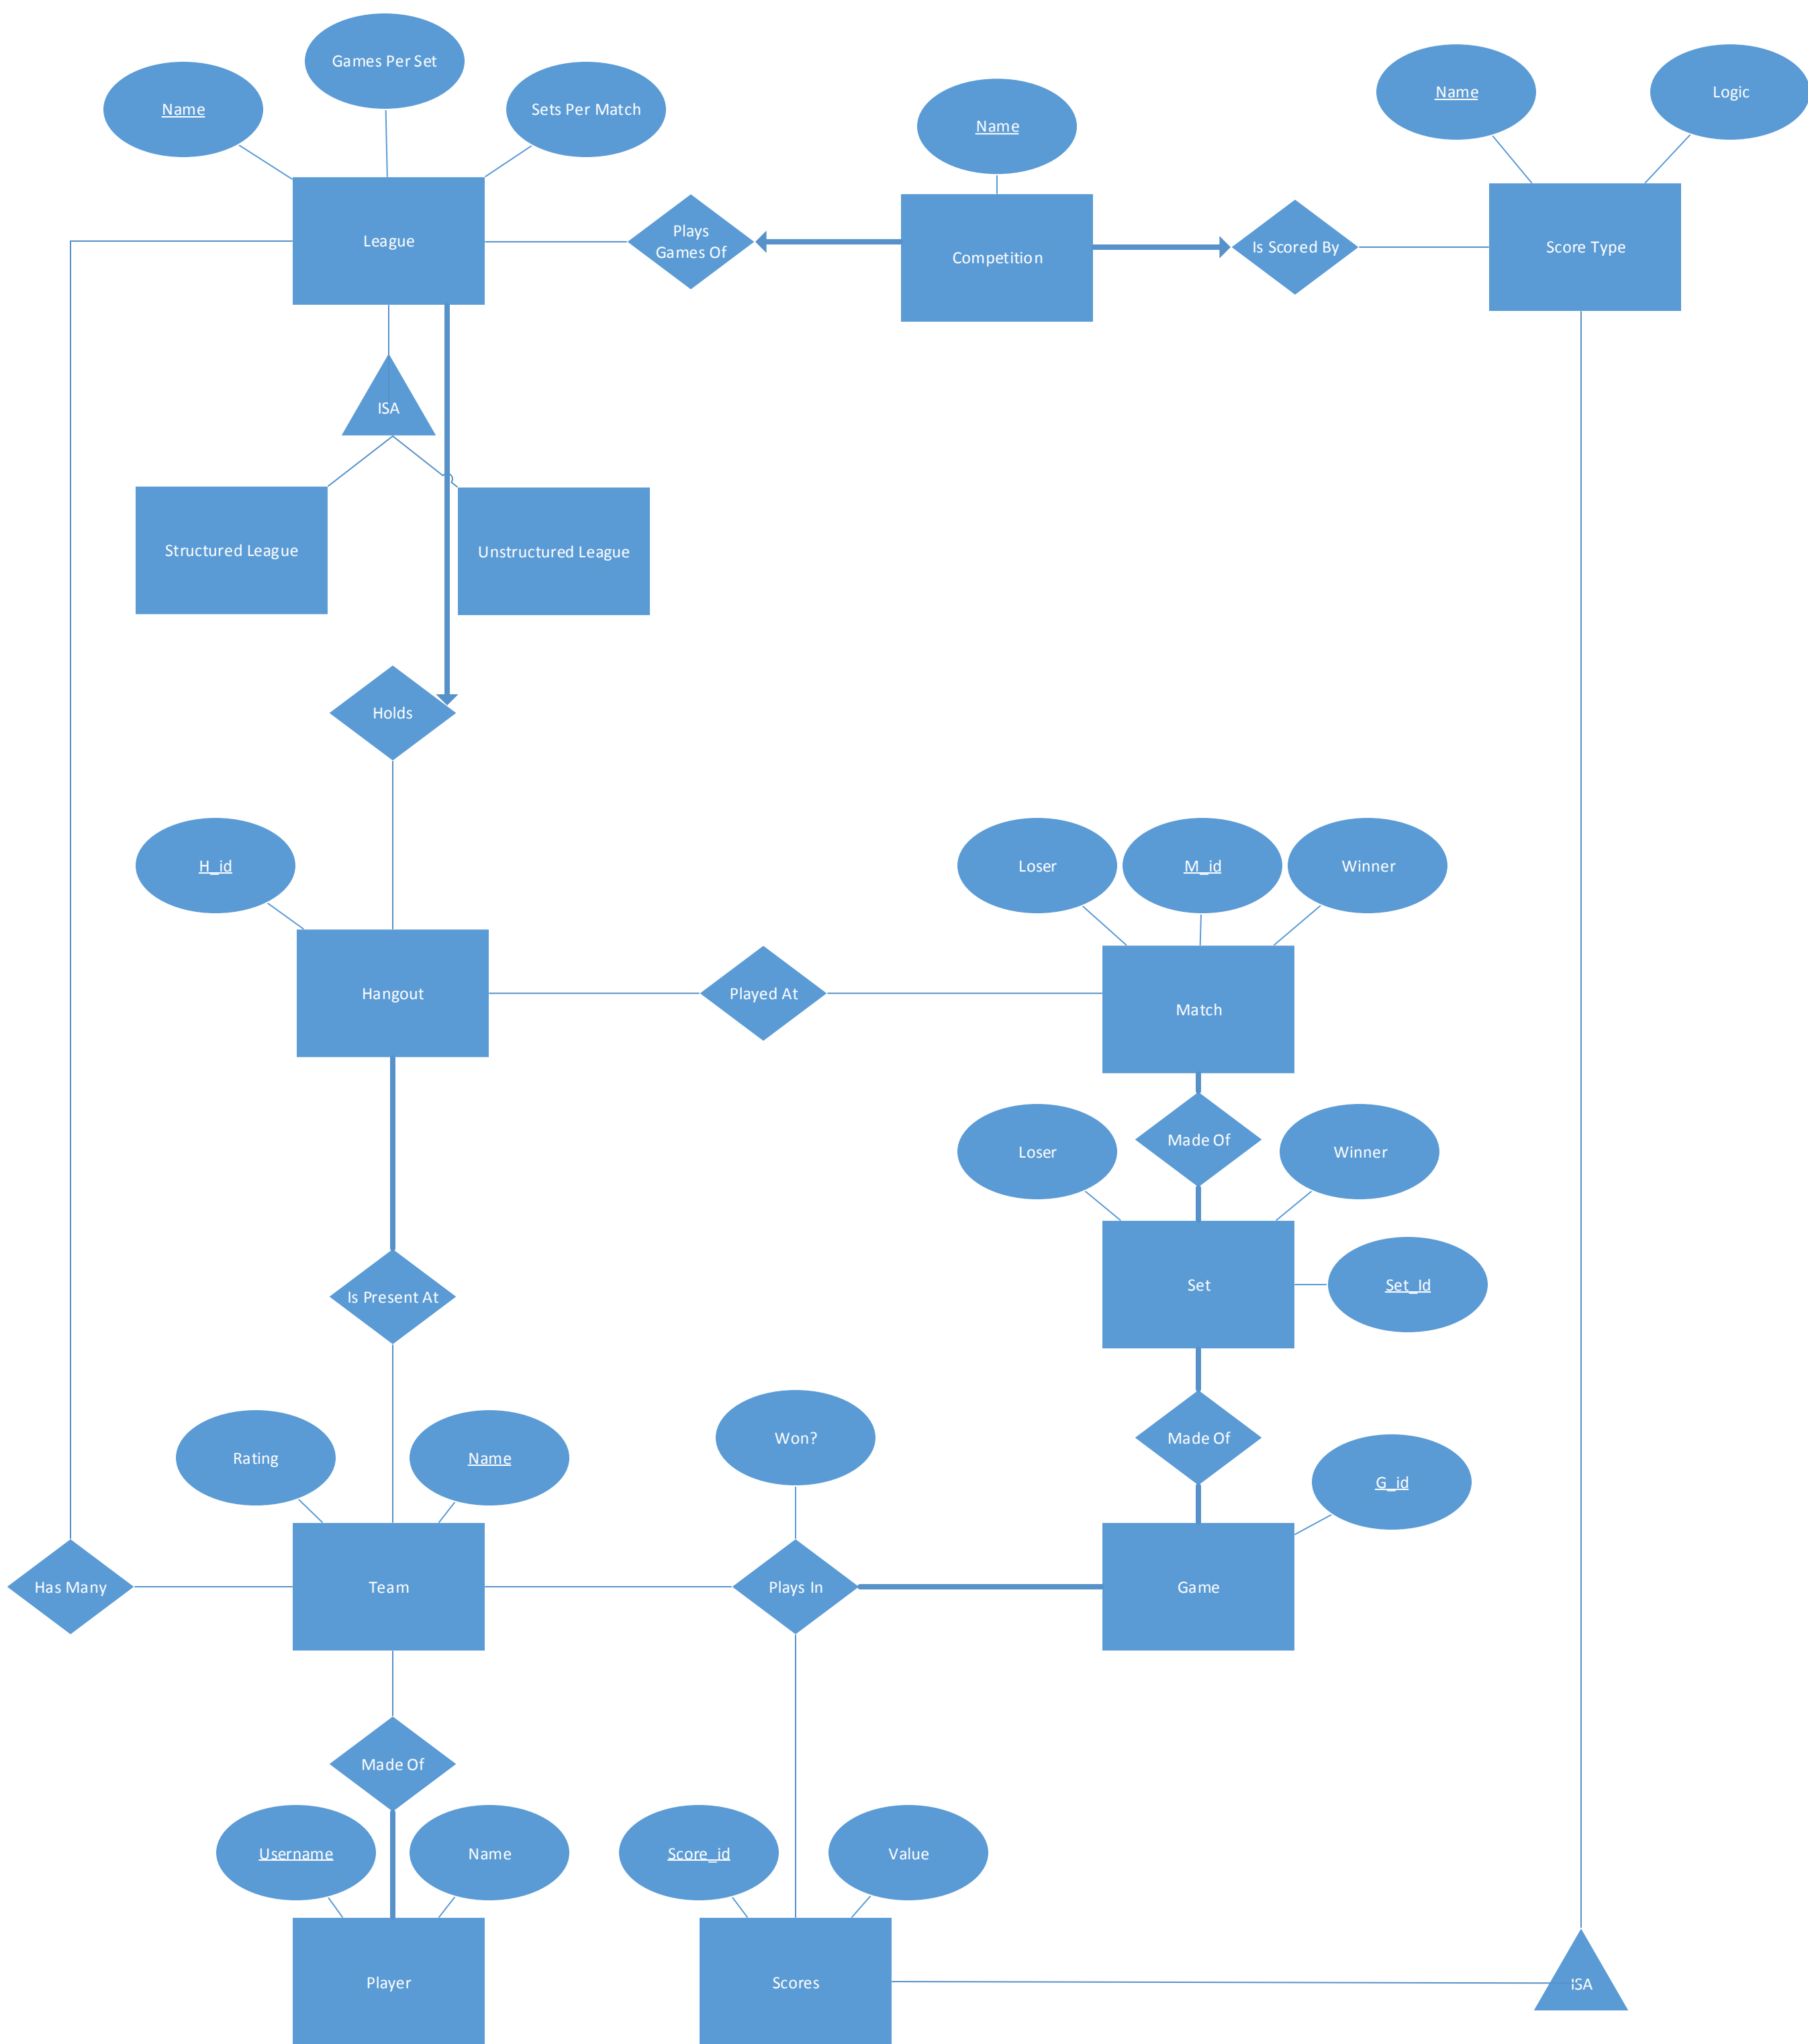 Games Per Set
Name
Sets Per Match
Name
Name
Logic
League
Plays
Games Of
Competition
Is Scored By
Score Type
ISA
Structured League
Unstructured League
Holds
H_id
Loser
M_id
Winner
Hangout
Played At
Match
Made Of
Loser
Winner
Set
Set_Id
Is Present At
Won?
Made Of
Rating
Name
G_id
Has Many
Team
Plays In
Game
Made Of
Username
Name
Score_id
Value
Player
Scores
ISA